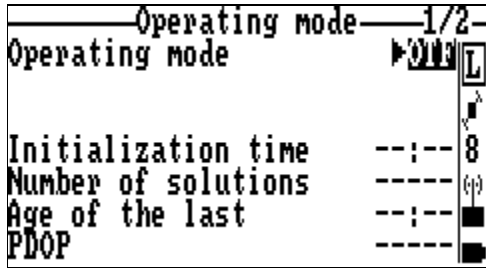 Operating mode 1/2
Operating mode OFF
L
Initialization time --:-- 8
Number of solutions -----
Age of the last --:--
PDOP -----